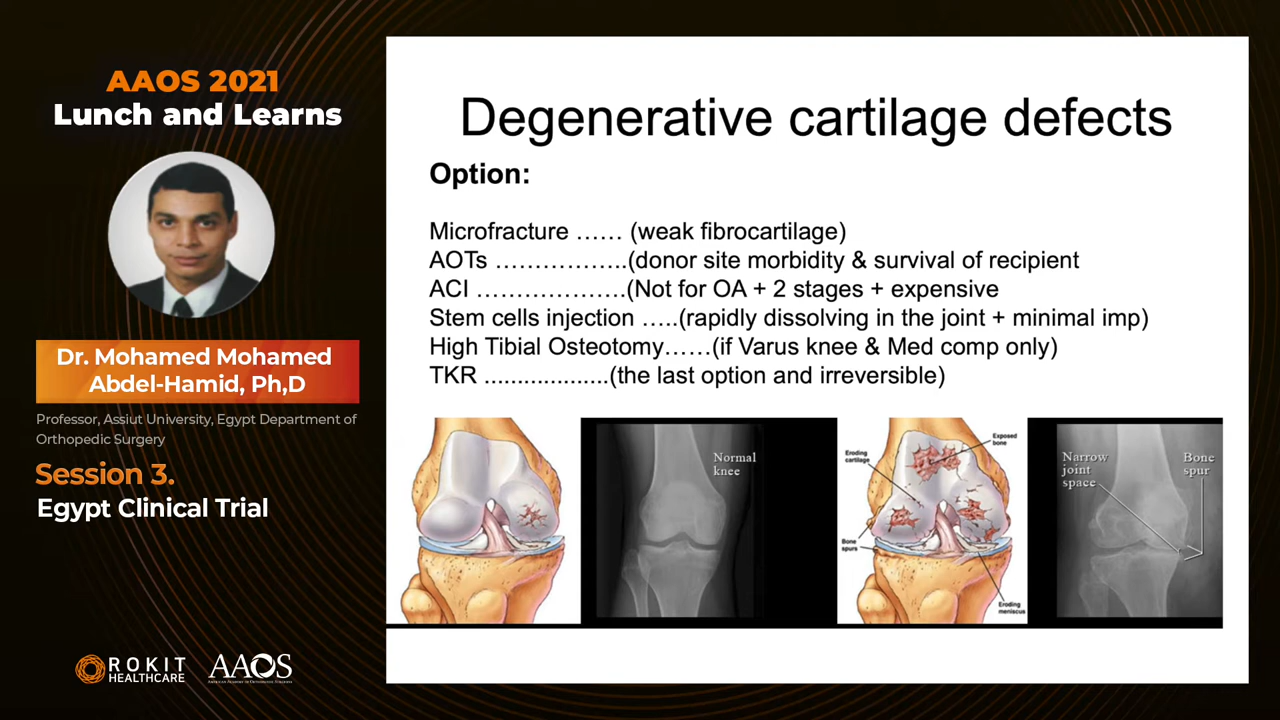 AAOS 2021
Lunch and Learns
Dr. Mohamed Mohamed
Abdel-Hamid, Ph,D
Professor, Assiut University, Egypt Department of
Orthopedic Surgery
Session 3.
Egypt Clinical Trial
ROKIT
HEALTHCARE
AAOS
AMERICAN ACADEMY OF ORTHOPAEDIC SURGEONS
Degenerative cartilage defects
Option:
Microfracture …… (weak fibrocartilage)
AOTs ……………..(donor site morbidity & survival of recipient
ACI ……………….(Not for OA + 2 stages + expensive
Stem cells injection …..(rapidly dissolving in the joint + minimal imp)
High Tibial Osteotomy……(if Varus knee & Med comp only)
TKR ...................(the last option and irreversible)
Normal
knee
Exposed
bone
Eroding
cartilage
Bone
spurs
Eroding
meniscus
Narrow
joint
space
Bone
spur